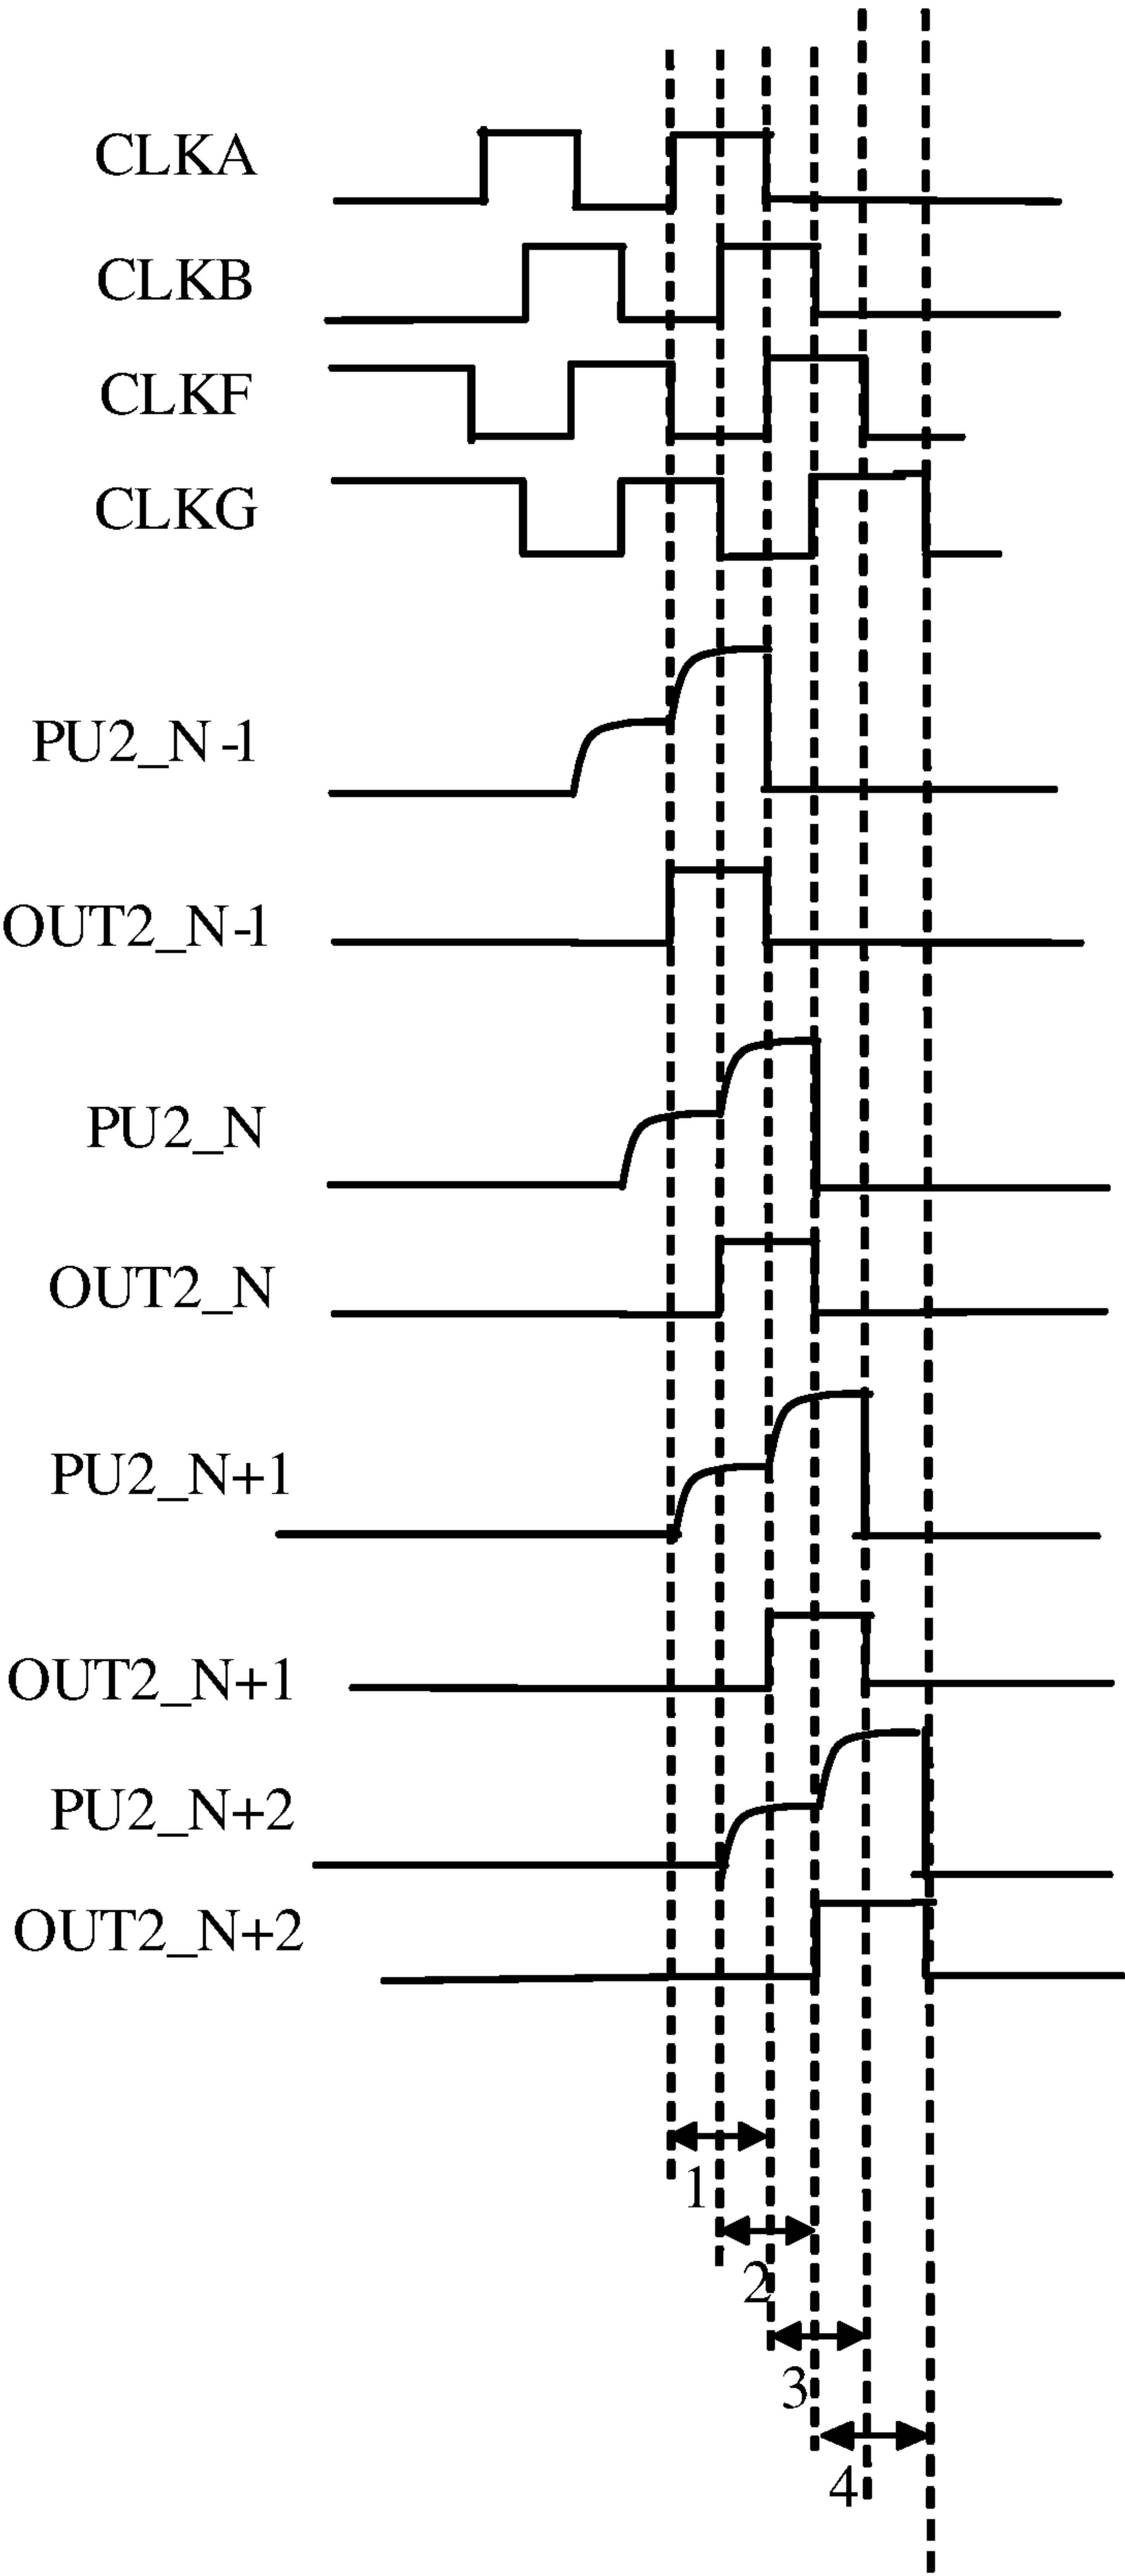 CLKA
CLKB
CLKF
CLKG
PU2_N-1
OUT2_N-1
PU2_N
OUT2_N
PU2_N+1
OUT2_N+1
PU2_N+2
OUT2_N+2
1
2
3
4